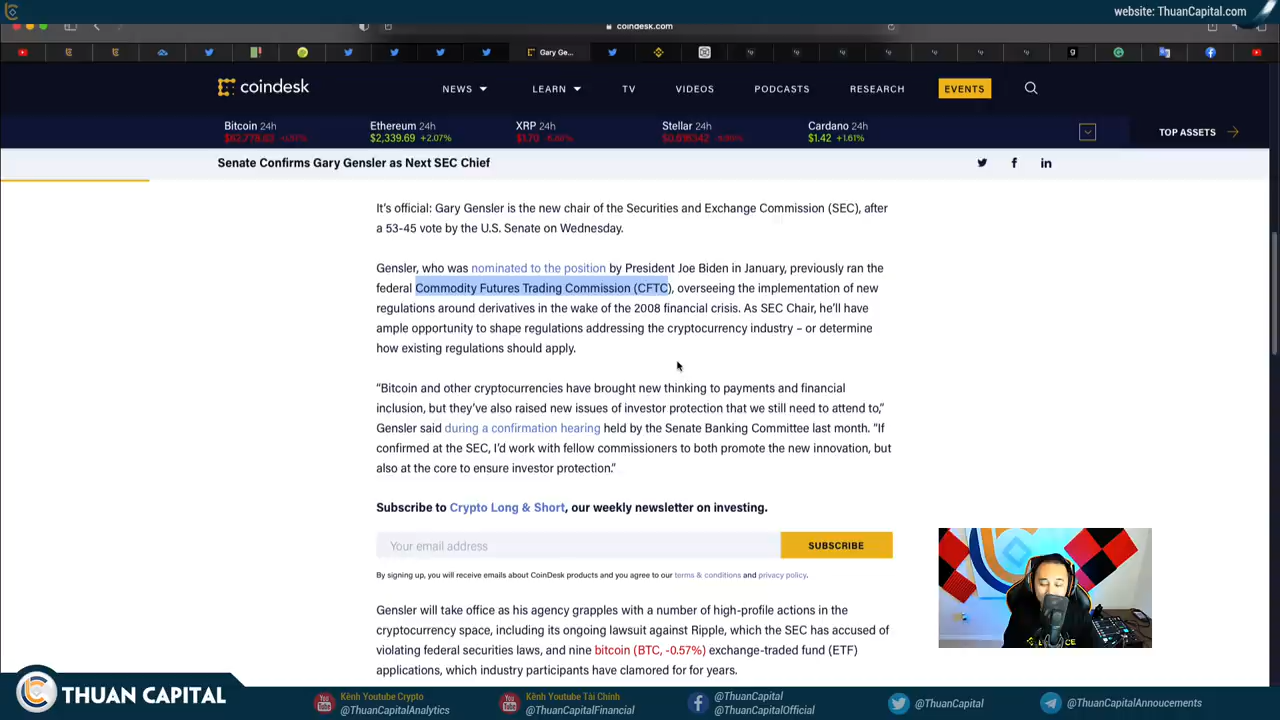 website: ThuanCapital.com
coindesk.com
Gary Ge...
coindesk
NEWS
LEARN
TV
VIDEOS
PODCASTS
RESEARCH
EVENTS
Bitcoin 24h
Ethereum 24h
$2,339.69 +2.07%
XRP 24h
Stellar 24h
Cardano 24h
$1.42 +1.61%
TOP ASSETS
Senate Confirms Gary Gensler as Next SEC Chief
It's official: Gary Gensler is the new chair of the Securities and Exchange Commission (SEC), after
a 53-45 vote by the U.S. Senate on Wednesday.
Gensler, who was nominated to the position by President Joe Biden in January, previously ran the
federal Commodity Futures Trading Commission (CFTC), overseeing the implementation of new
regulations around derivatives in the wake of the 2008 financial crisis. As SEC Chair, he'll have
ample opportunity to shape regulations addressing the cryptocurrency industry – or determine
how existing regulations should apply.
"Bitcoin and other cryptocurrencies have brought new thinking to payments and financial
inclusion, but they've also raised new issues of investor protection that we still need to attend to,"
Gensler said during a confirmation hearing held by the Senate Banking Committee last month. "If
confirmed at the SEC, I'd work with fellow commissioners to both promote the new innovation, but
also at the core to ensure investor protection."
Subscribe to Crypto Long & Short, our weekly newsletter on investing.
Your email address
SUBSCRIBE
By signing up, you will receive emails about CoinDesk products and you agree to our terms & conditions and privacy policy.
Gensler will take office as his agency grapples with a number of high-profile actions in the
cryptocurrency space, including its ongoing lawsuit against Ripple, which the SEC has accused of
violating federal securities laws, and nine bitcoin (BTC, -0.57%) exchange-traded fund (ETF)
applications, which industry participants have clamored for for years.
THUAN CAPITAL
Kênh Youtube Crypto
@ThuanCapitalAnalytics
Kênh Youtube Tài Chính
@ThuanCapitalFinancial
@ThuanCapital
@ThuanCapitalOfficial
@ThuanCapital
@ThuanCapitalAnnoucements